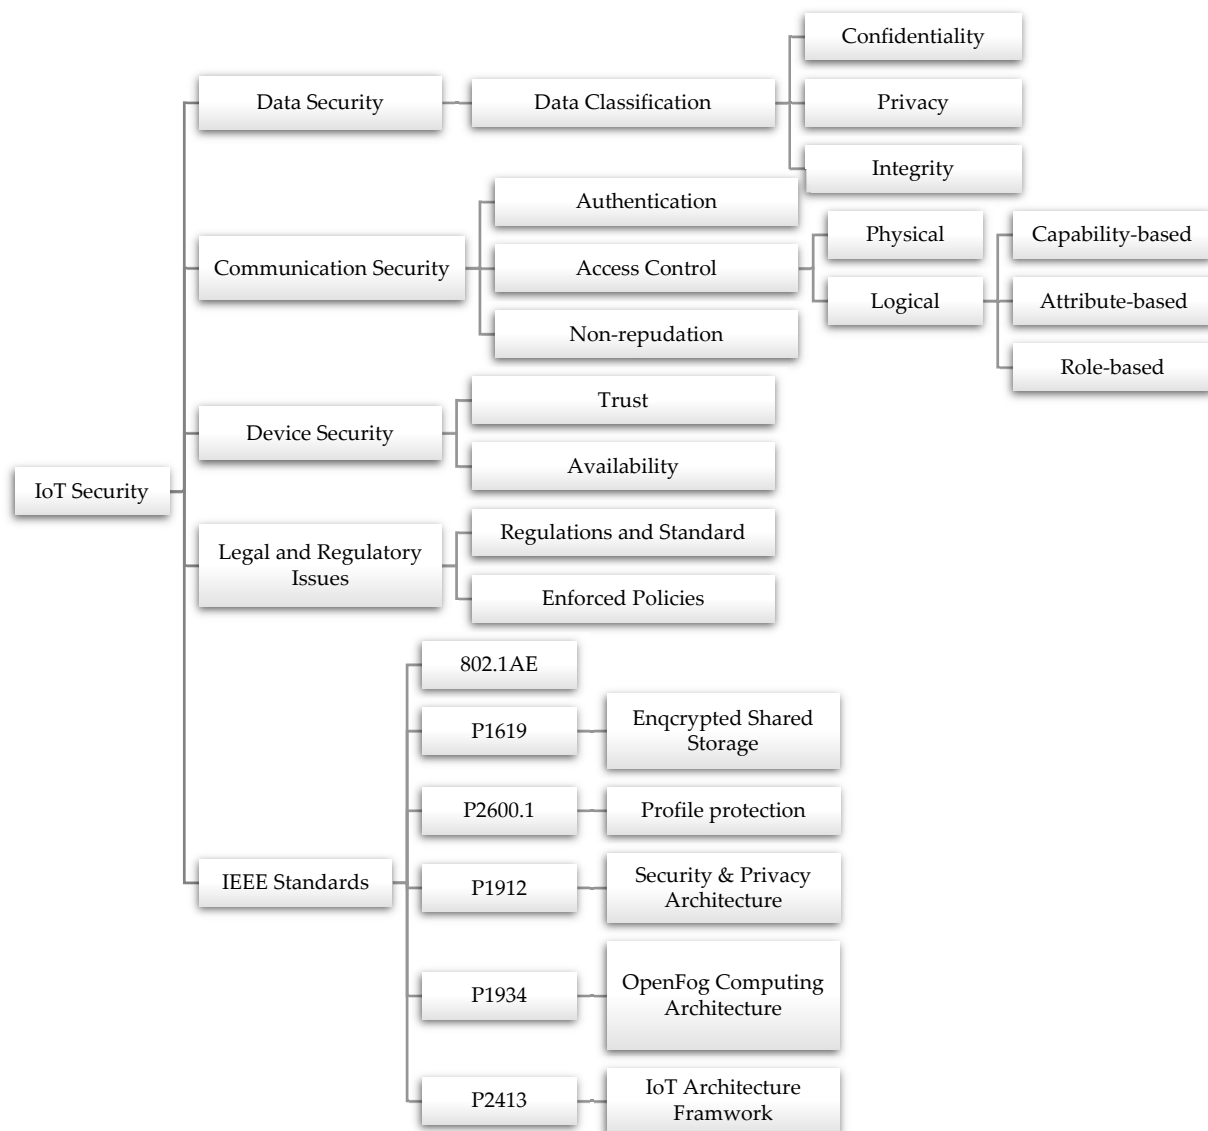 IoT Security
Data Security
Data Classification
Confidentiality
Privacy
Integrity
Communication Security
Authentication
Access Control
Physical
Logical
Capability-based
Attribute-based
Role-based
Non-repudation
Device Security
Trust
Availability
Legal and Regulatory
Issues
Regulations and Standard
Enforced Policies
IEEE Standards
802.1AE
P1619
Enqcrypted Shared
Storage
P2600.1
Profile protection
P1912
Security & Privacy
Architecture
P1934
OpenFog Computing
Architecture
P2413
IoT Architecture
Framwork